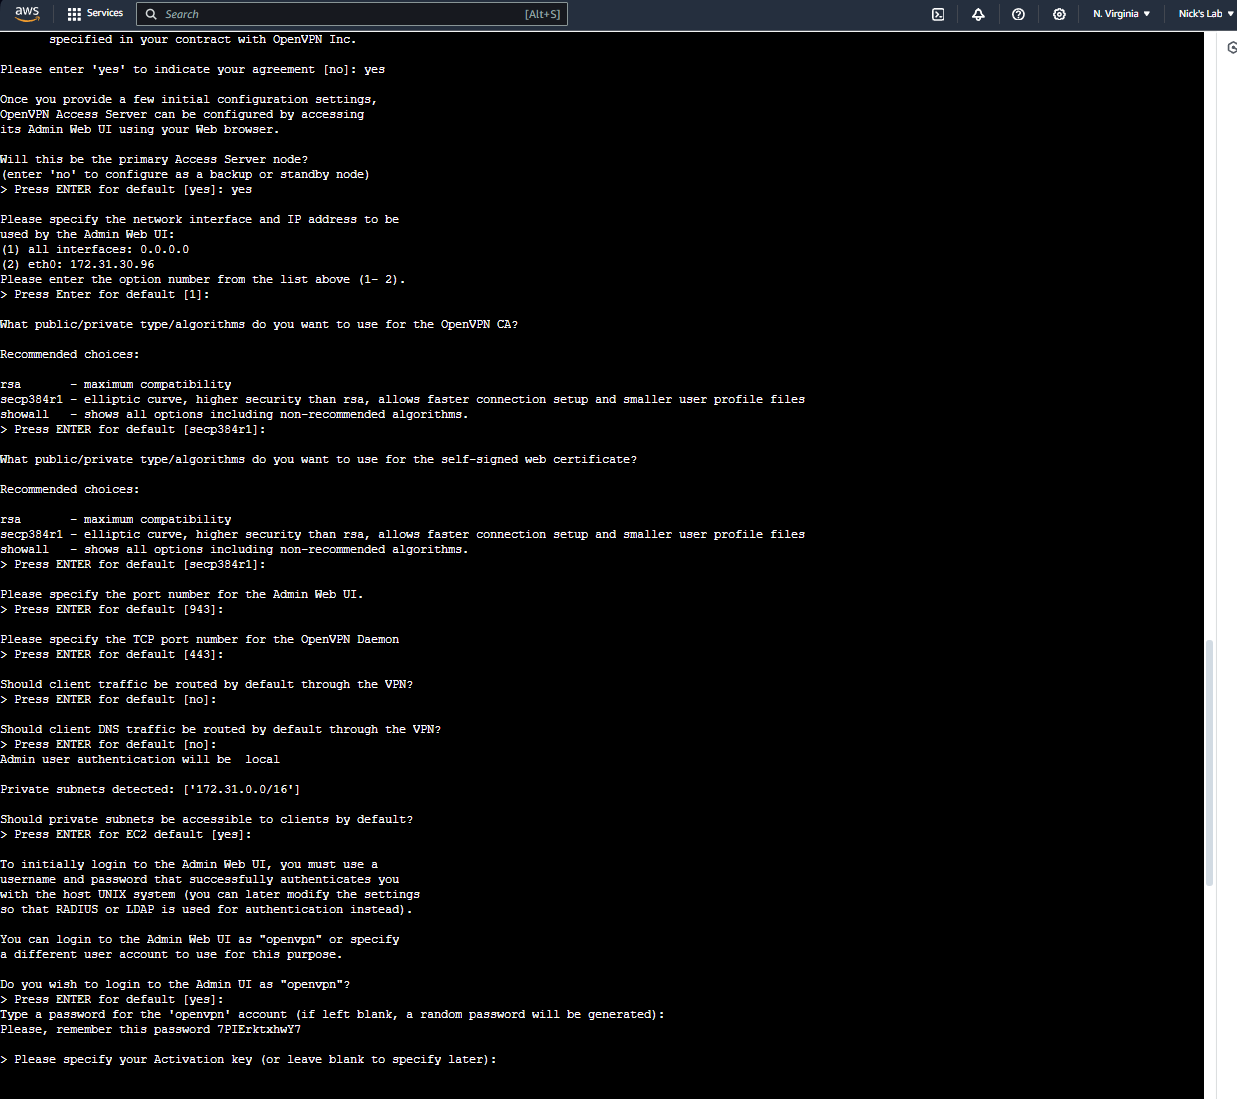 aws
Services
Search
[Alt+S]
N. Virginia
Nick's Lab
specified in your contract with OpenVPN Inc.
Please enter 'yes' to indicate your agreement [no]: yes
Once you provide a few initial configuration settings,
OpenVPN Access Server can be configured by accessing
its Admin Web UI using your Web browser.
Will this be the primary Access Server node?
(enter 'no' to configure as a backup or standby node)
> Press ENTER for default [yes]: yes
Please specify the network interface and IP address to be
used by the Admin Web UI:
(1) all interfaces: 0.0.0.0
(2) eth0: 172.31.30.96
Please enter the option number from the list above (1- 2).
> Press Enter for default [1]:
What public/private type/algorithms do you want to use for the OpenVPN CA?
Recommended choices:
rsa       - maximum compatibility
secp384r1 - elliptic curve, higher security than rsa, allows faster connection setup and smaller user profile files
showall   - shows all options including non-recommended algorithms.
> Press ENTER for default [secp384r1]:
What public/private type/algorithms do you want to use for the self-signed web certificate?
Recommended choices:
rsa       - maximum compatibility
secp384r1 - elliptic curve, higher security than rsa, allows faster connection setup and smaller user profile files
showall   - shows all options including non-recommended algorithms.
> Press ENTER for default [secp384r1]:
Please specify the port number for the Admin Web UI.
> Press ENTER for default [943]:
Please specify the TCP port number for the OpenVPN Daemon
> Press ENTER for default [443]:
Should client traffic be routed by default through the VPN?
> Press ENTER for default [no]:
Should client DNS traffic be routed by default through the VPN?
> Press ENTER for default [no]:
Admin user authentication will be  local
Private subnets detected: ['172.31.0.0/16']
Should private subnets be accessible to clients by default?
> Press ENTER for EC2 default [yes]:
To initially login to the Admin Web UI, you must use a
username and password that successfully authenticates you
with the host UNIX system (you can later modify the settings
so that RADIUS or LDAP is used for authentication instead).
You can login to the Admin Web UI as "openvpn" or specify
a different user account to use for this purpose.
Do you wish to login to the Admin UI as "openvpn"?
> Press ENTER for default [yes]:
Type a password for the 'openvpn' account (if left blank, a random password will be generated):
Please, remember this password 7PIErktxhwY7
> Please specify your Activation key (or leave blank to specify later):